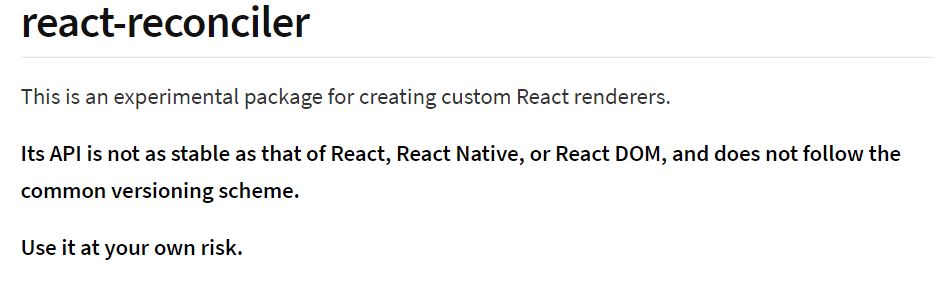 react-reconciler
This is an experimental package for creating custom React renderers.
Its API is not as stable as that of React, React Native, or React DOM, and does not follow the
common versioning scheme.
Use it at your own risk.